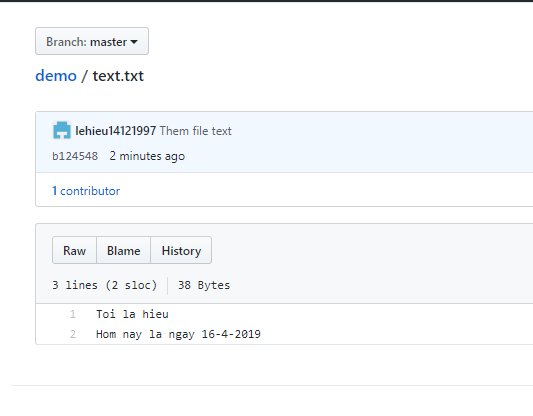 Branch: master
demo / text.txt
lehieu14121997 Them file text
b124548 2 minutes ago
1 contributor
Raw Blame History
3 lines (2 sloc) 38 Bytes
1 Toi la hieu
2 Hom nay la ngay 16-4-2019